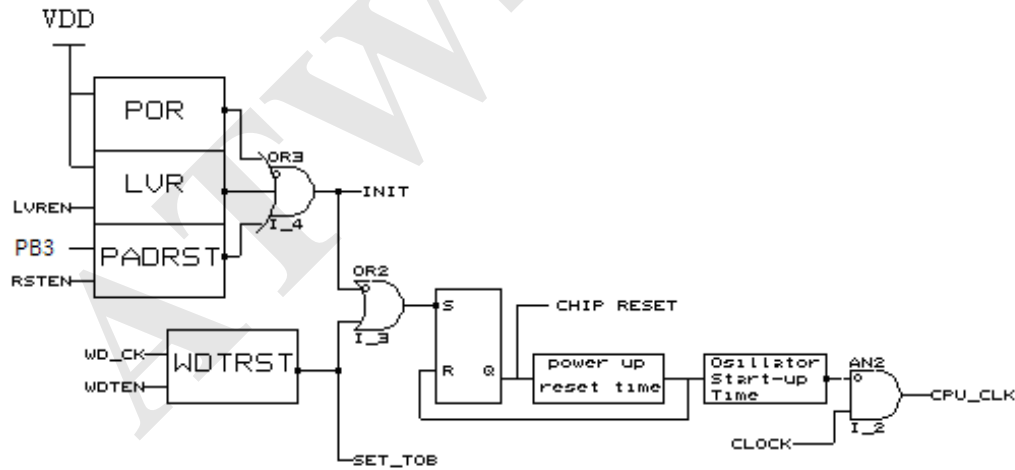 VDD
POR
OR3
LVR
INIT
LVREN
I_4
PB3
PADRST
RSTEN
OR2
S
CHIP RESET
I_3
WD_CK
WDTRST
WDTEN
R
Q
power up
reset time
Osillator
Start-up
Time
AN2
CPU_CLK
I_2
CLOCK
SET_TOB
ATW